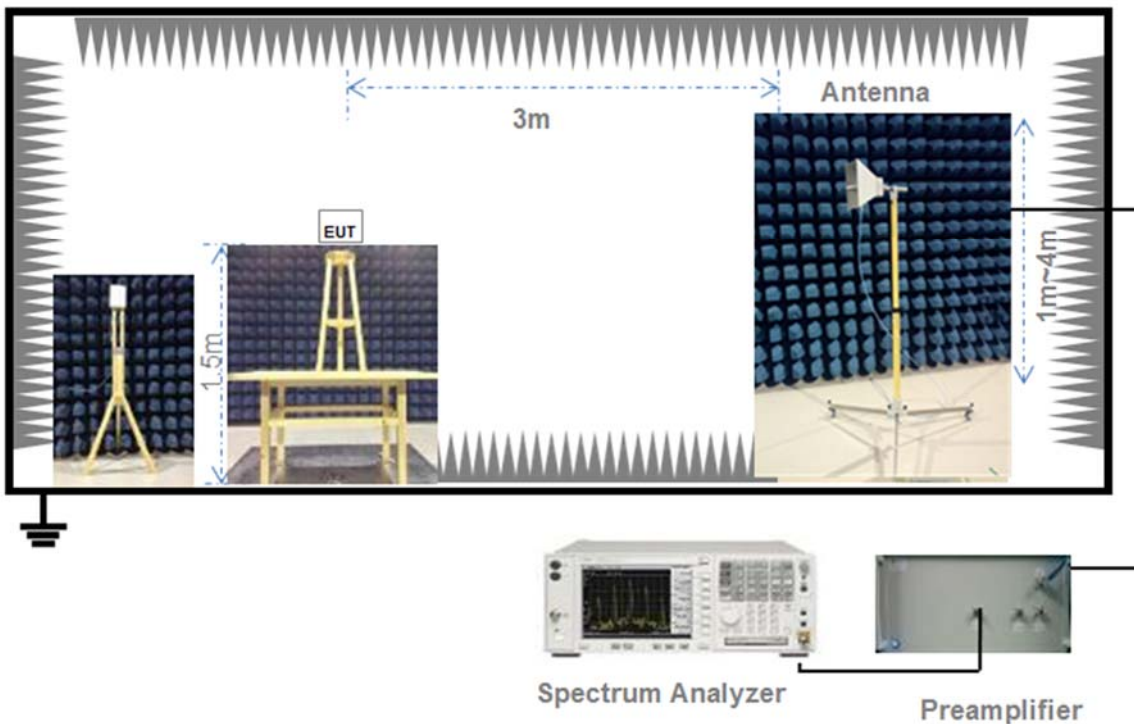 Antenna
3m
EUT
1.5m
1m~4m
Spectrum Analyzer
Preamplifier